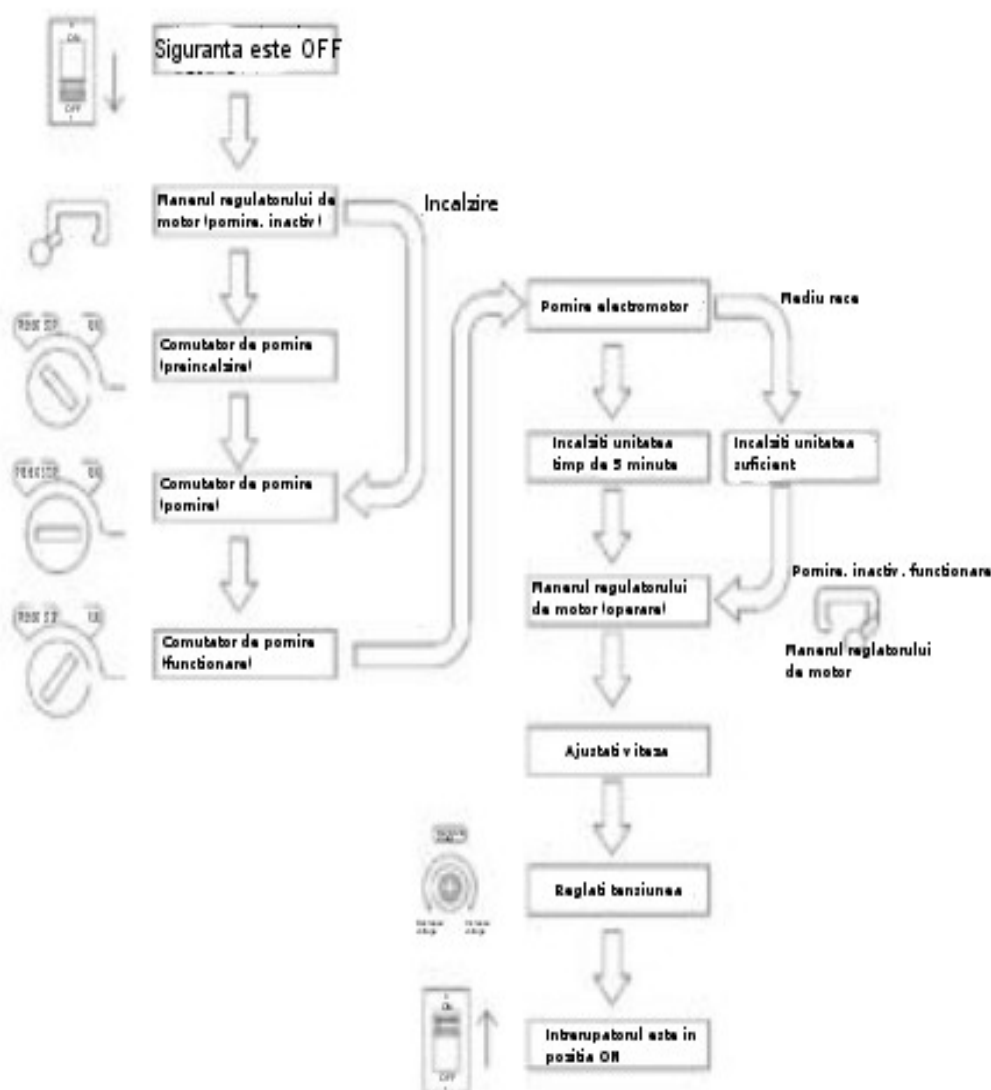 ON
Siguranta este OFF
OFF
Manerul regulatorului de
motor (pornire. inactiv)
Incalzire
Comutator de pornire
(preincalzire)
Comutator de pornire
(pornire)
Comutator de pornire
(functionare)
Pornire electromotor
Mediu rece
Incalziti unitatea
timp de 5 minute
Incalziti unitatea
suficient
Manerul regulatorului
de motor (operare)
Pornire. inactiv. functionare
Manerul reglatorului
de motor
Ajustati viteza
Reglati tensiunea
ON
OFF
Intrerupatorul este in
pozitia ON